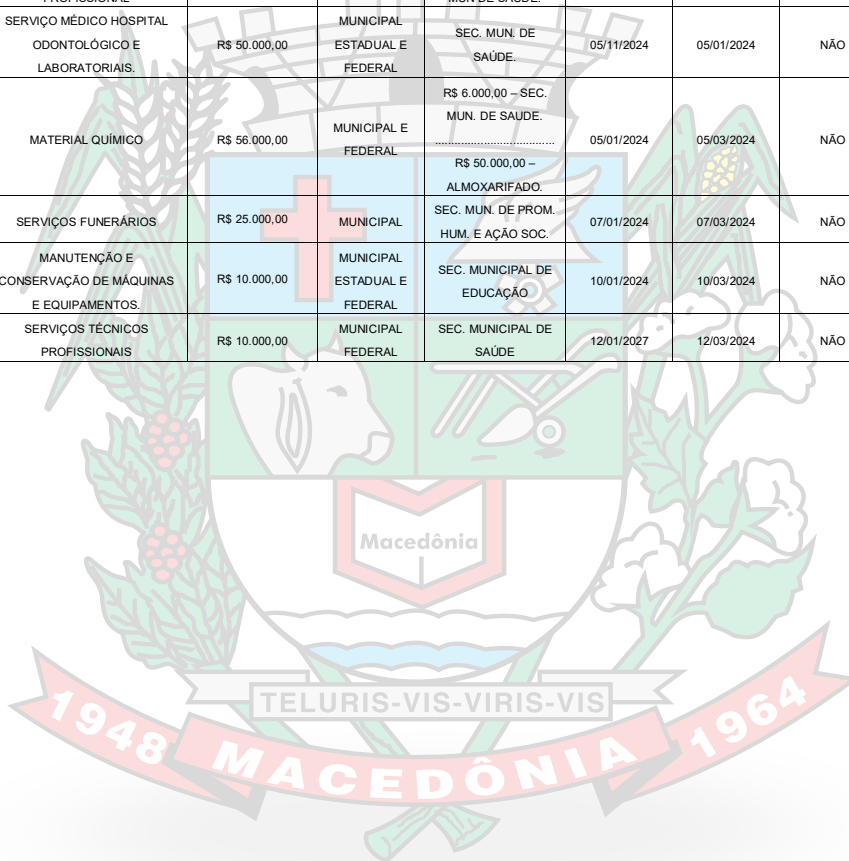 PROFISSIONAL
MUN DE SAÚDE.
SERVIÇO MÉDICO HOSPITAL
ODONTOLÓGICO E
LABORATORIAIS.
R$ 50.000,00
MUNICIPAL
ESTADUAL E
FEDERAL
SEC. MUN. DE
SAÚDE.
05/11/2024
05/01/2024
NÃO
MATERIAL QUÍMICO
R$ 56.000,00
MUNICIPAL E
FEDERAL
R$ 6.000,00 – SEC.
MUN. DE SAUDE.
......................................
R$ 50.000,00 –
ALMOXARIFADO.
05/01/2024
05/03/2024
NÃO
SERVIÇOS FUNERÁRIOS
R$ 25.000,00
MUNICIPAL
SEC. MUN. DE PROM.
HUM. E AÇÃO SOC.
07/01/2024
07/03/2024
NÃO
MANUTENÇÃO E
CONSERVAÇÃO DE MÁQUINAS
E EQUIPAMENTOS.
R$ 10.000,00
MUNICIPAL
ESTADUAL E
FEDERAL
SEC. MUNICIPAL DE
EDUCAÇÃO
10/01/2024
10/03/2024
NÃO
SERVIÇOS TÉCNICOS
PROFISSIONAIS
R$ 10.000,00
MUNICIPAL
FEDERAL
SEC. MUNICIPAL DE
SAÚDE
12/01/2027
12/03/2024
NÃO
Macedônia
TELURIS-VIS-VIRIS-VIS
1948 MACEDÔNIA 1964